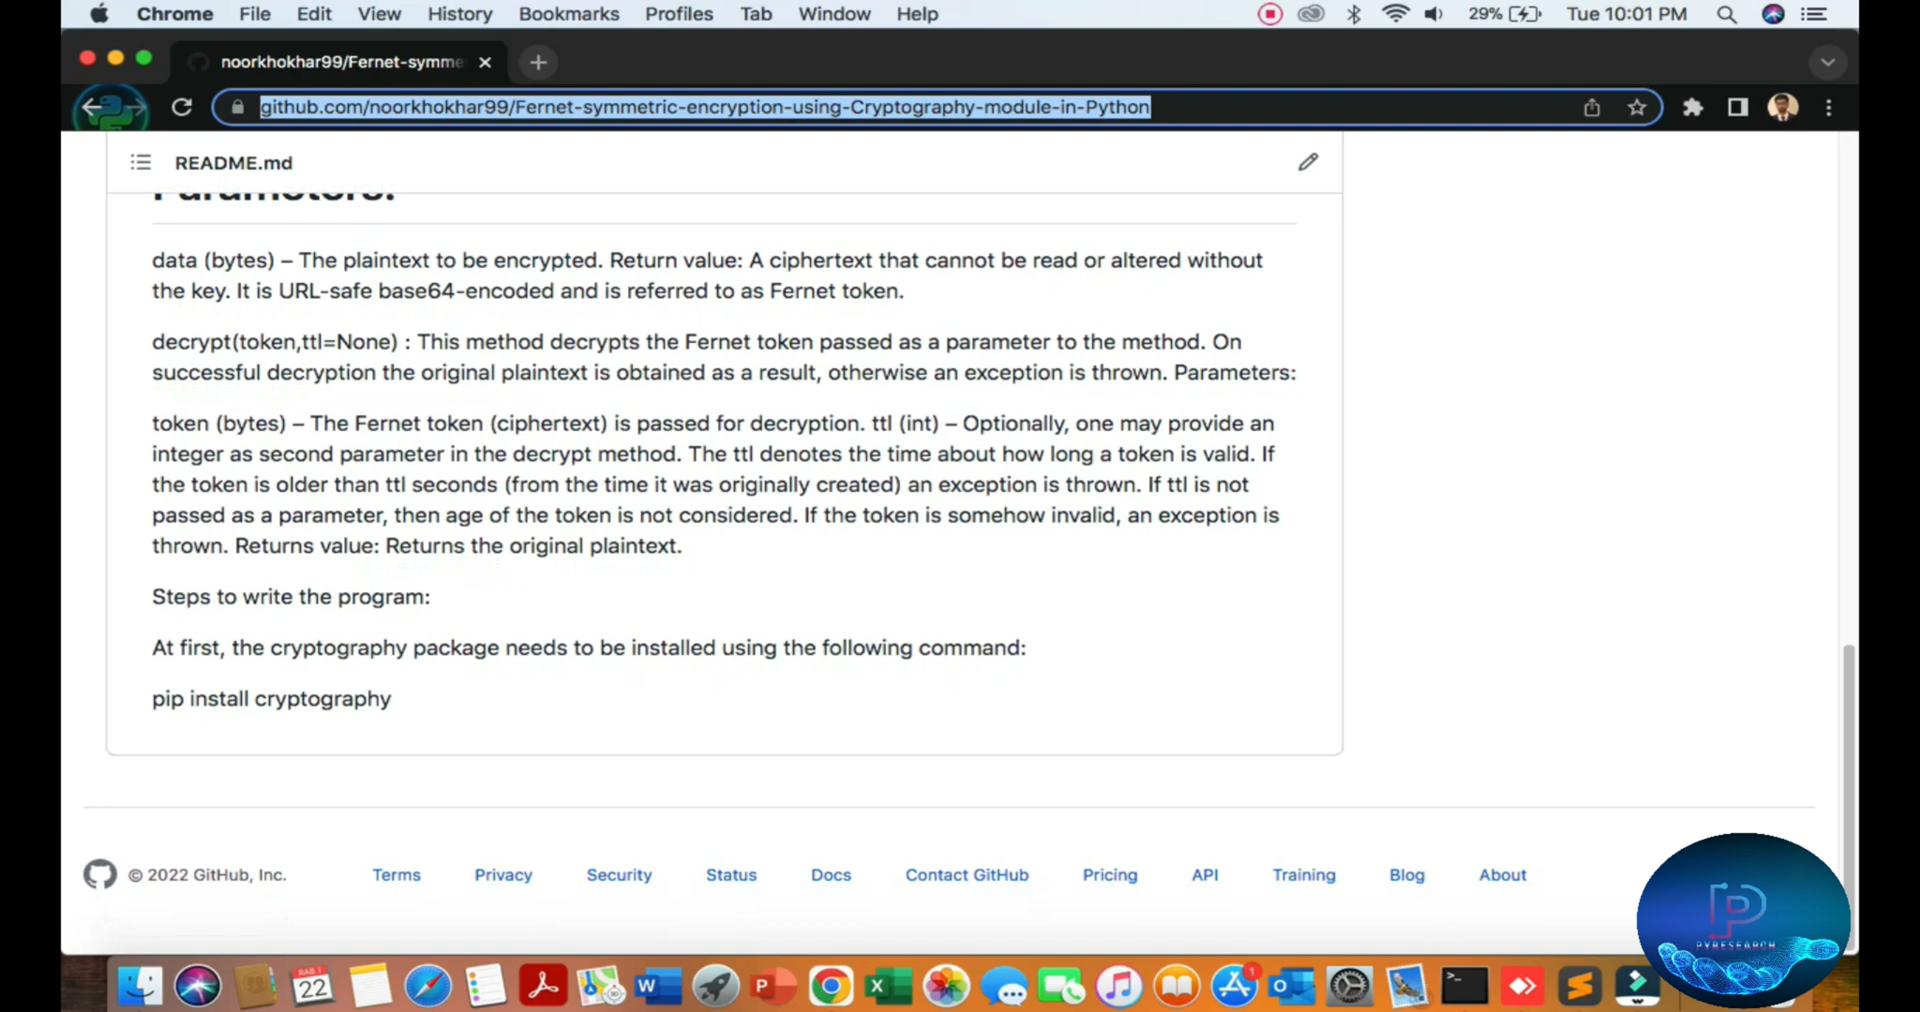 Chrome File Edit View History Bookmarks Profiles Tab Window Help 29% Tue 10:01 PM
noorkhokhar99/Fernet-symme
github.com/noorkhokhar99/Fernet-symmetric-encryption-using-Cryptography-module-in-Python
README.md
Parameters:
data (bytes) – The plaintext to be encrypted. Return value: A ciphertext that cannot be read or altered without
the key. It is URL-safe base64-encoded and is referred to as Fernet token.
decrypt(token,ttl=None) : This method decrypts the Fernet token passed as a parameter to the method. On
successful decryption the original plaintext is obtained as a result, otherwise an exception is thrown. Parameters:
token (bytes) – The Fernet token (ciphertext) is passed for decryption. ttl (int) – Optionally, one may provide an
integer as second parameter in the decrypt method. The ttl denotes the time about how long a token is valid. If
the token is older than ttl seconds (from the time it was originally created) an exception is thrown. If ttl is not
passed as a parameter, then age of the token is not considered. If the token is somehow invalid, an exception is
thrown. Returns value: Returns the original plaintext.
Steps to write the program:
At first, the cryptography package needs to be installed using the following command:
pip install cryptography
© 2022 GitHub, Inc. Terms Privacy Security Status Docs Contact GitHub Pricing API Training Blog About
PYRESEARCH
RAB. I
22
W
P
X
1
O
>_
S